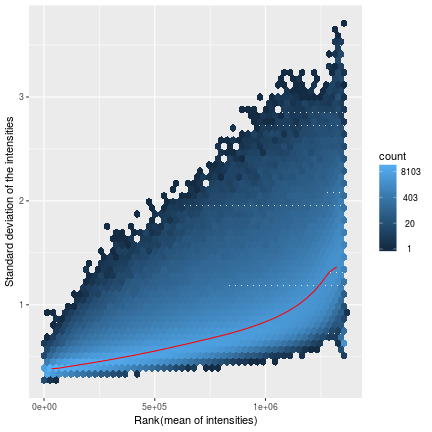 3
2
1
0e+00
5e+05
1e+06
Rank(mean of intensities)
Standard deviation of the intensities
count
8103
403
20
1